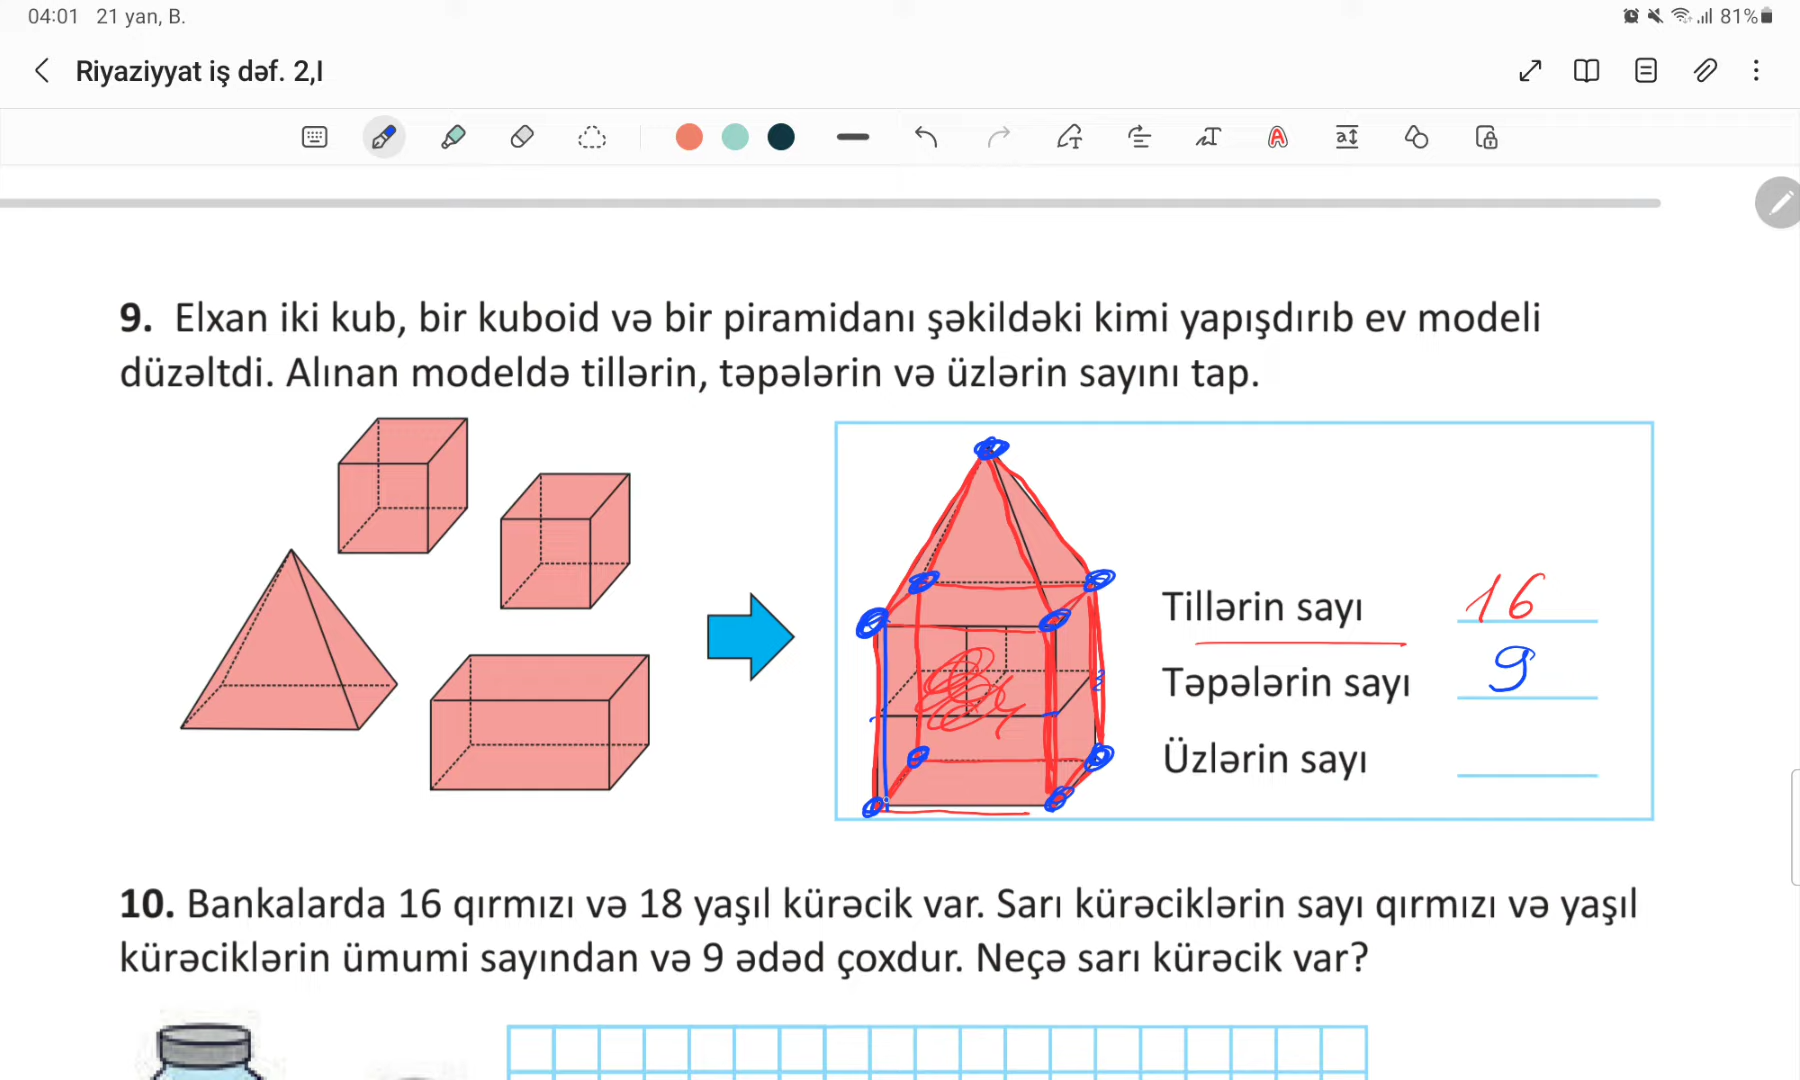 04:01 21 yan, B.
81%
Riyaziyyat iş dəf. 2,I
9. Elxan iki kub, bir kuboid və bir piramidanı şəkildəki kimi yapışdırıb ev modeli
düzəltdi. Alınan modeldə tillərin, təpələrin və üzlərin sayını tap.
Tillərin sayı 16
Təpələrin sayı 9
Üzlərin sayı
10. Bankalarda 16 qırmızı və 18 yaşıl kürəcik var. Sarı kürəciklərin sayı qırmızı və yaşıl
kürəciklərin ümumi sayından və 9 ədəd çoxdur. Neçə sarı kürəcik var?